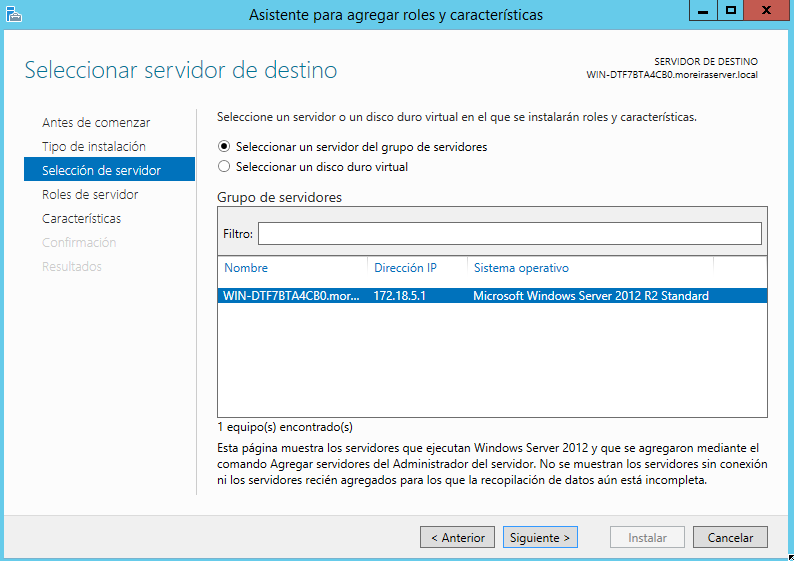 Asistente para agregar roles y características
Seleccionar servidor de destino
SERVIDOR DE DESTINO
WIN-DTF7BTA4CB0.moreiraserver.local
Antes de comenzar
Tipo de instalación
Selección de servidor
Roles de servidor
Características
Confirmación
Resultados
Seleccione un servidor o un disco duro virtual en el que se instalarán roles y características.
Seleccionar un servidor del grupo de servidores
Seleccionar un disco duro virtual
Grupo de servidores
Filtro:
Nombre Dirección IP Sistema operativo
WIN-DTF7BTA4CB0.mor... 172.18.5.1 Microsoft Windows Server 2012 R2 Standard
1 equipo(s) encontrado(s)
Esta página muestra los servidores que ejecutan Windows Server 2012 y que se agregaron mediante el
comando Agregar servidores del Administrador del servidor. No se muestran los servidores sin conexión
ni los servidores recién agregados para los que la recopilación de datos aún está incompleta.
< Anterior Siguiente > Instalar Cancelar